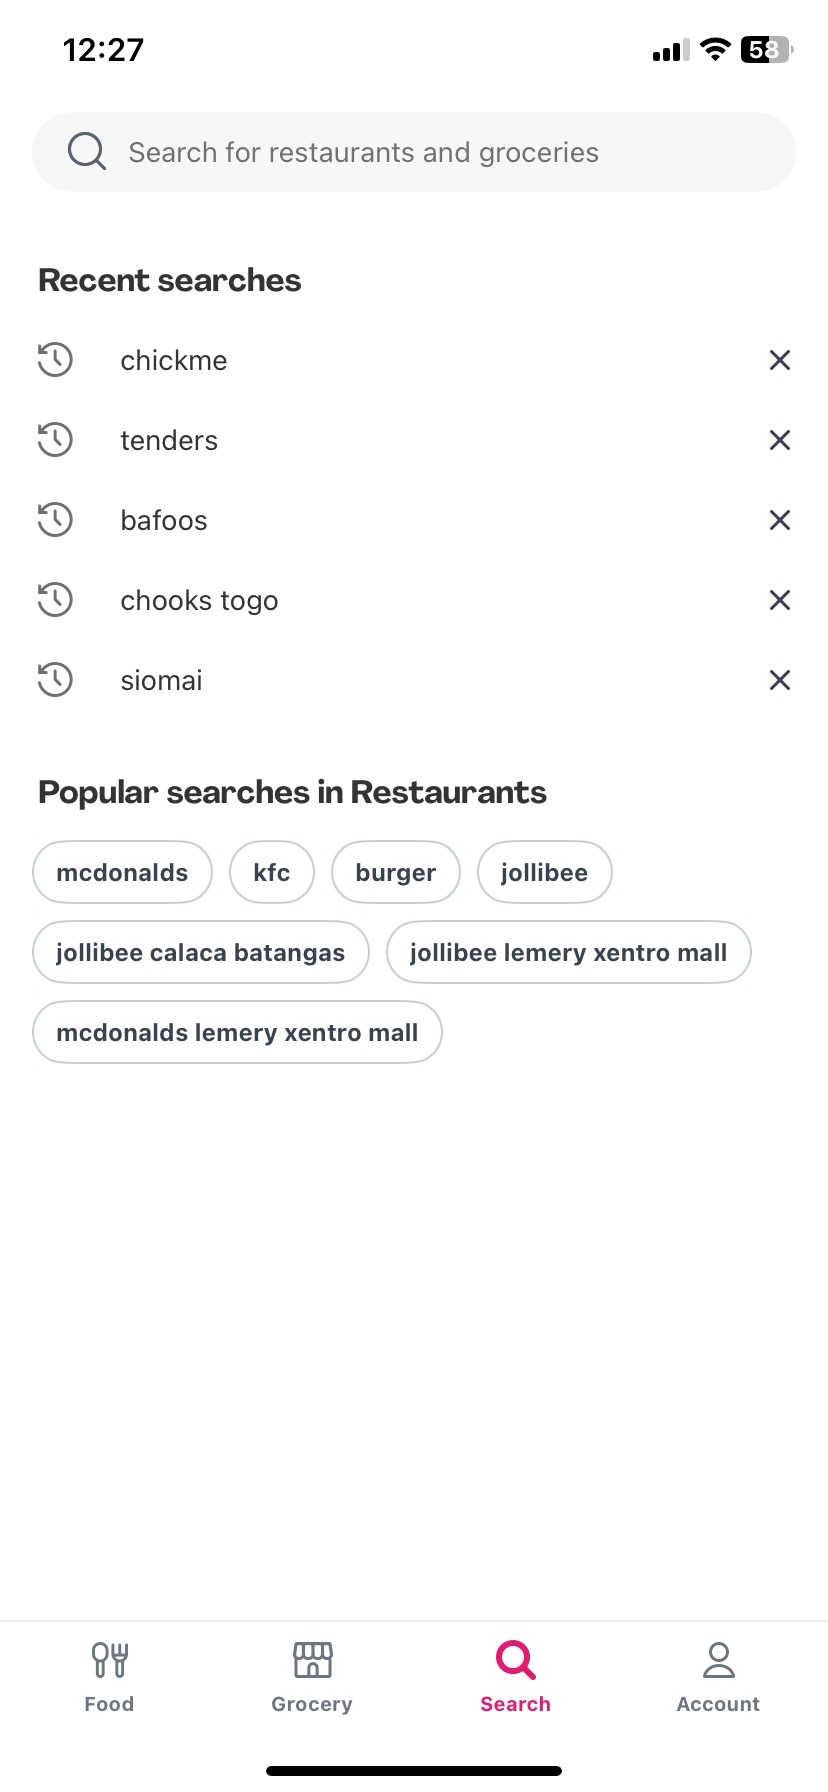 12:27
58
Search for restaurants and groceries
Recent searches
chickme
tenders
bafoos
chooks togo
siomai
Popular searches in Restaurants
mcdonalds kfc burger jollibee
jollibee calaca batangas jollibee lemery xentro mall
mcdonalds lemery xentro mall
Food Grocery Search Account